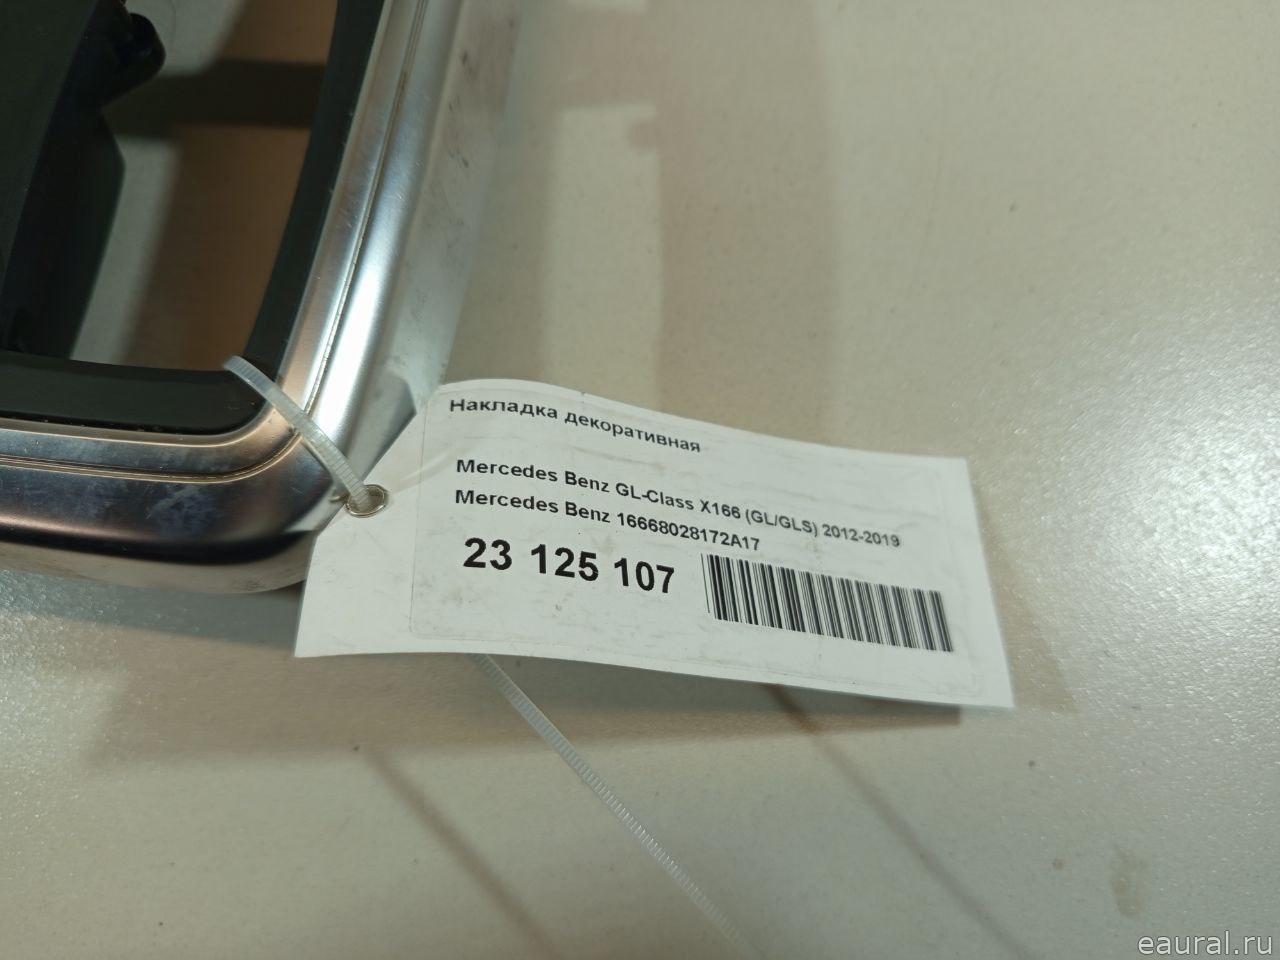 Накладка декоративная
Mercedes Benz GL-Class X166 (GL/GLS) 2012-2019
Mercedes Benz 16668028172A17
23 125 107
eaural.ru